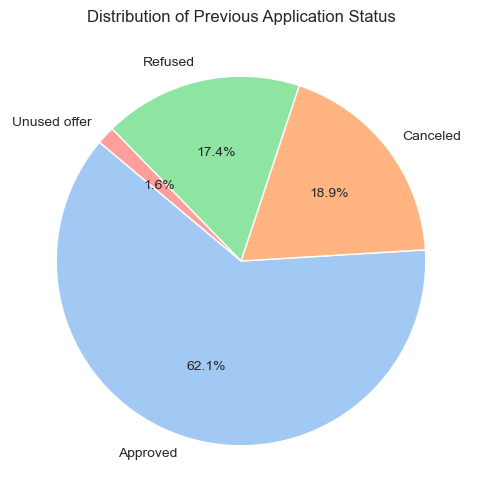 Distribution of Previous Application Status
Refused
Unused offer
Canceled
17.4%
1.6%
18.9%
62.1%
Approved